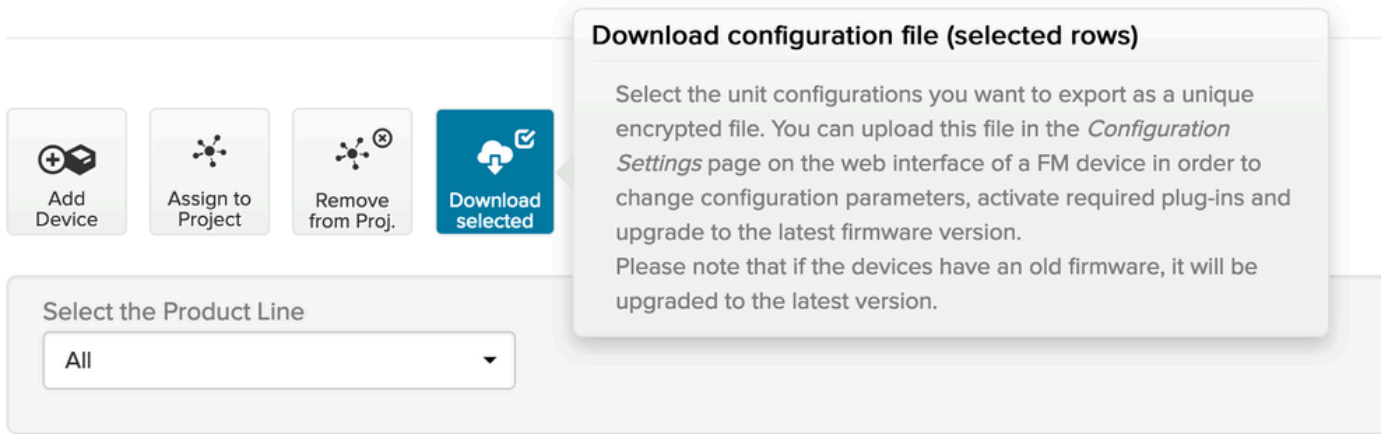 Download configuration file (selected rows)
Select the unit configurations you want to export as a unique
encrypted file. You can upload this file in the Configuration
Settings page on the web interface of a FM device in order to
change configuration parameters, activate required plug-ins and
upgrade to the latest firmware version.
Please note that if the devices have an old firmware, it will be
upgraded to the latest version.
Add
Device
Assign to
Project
Remove
from Proj.
Download
selected
Select the Product Line
All